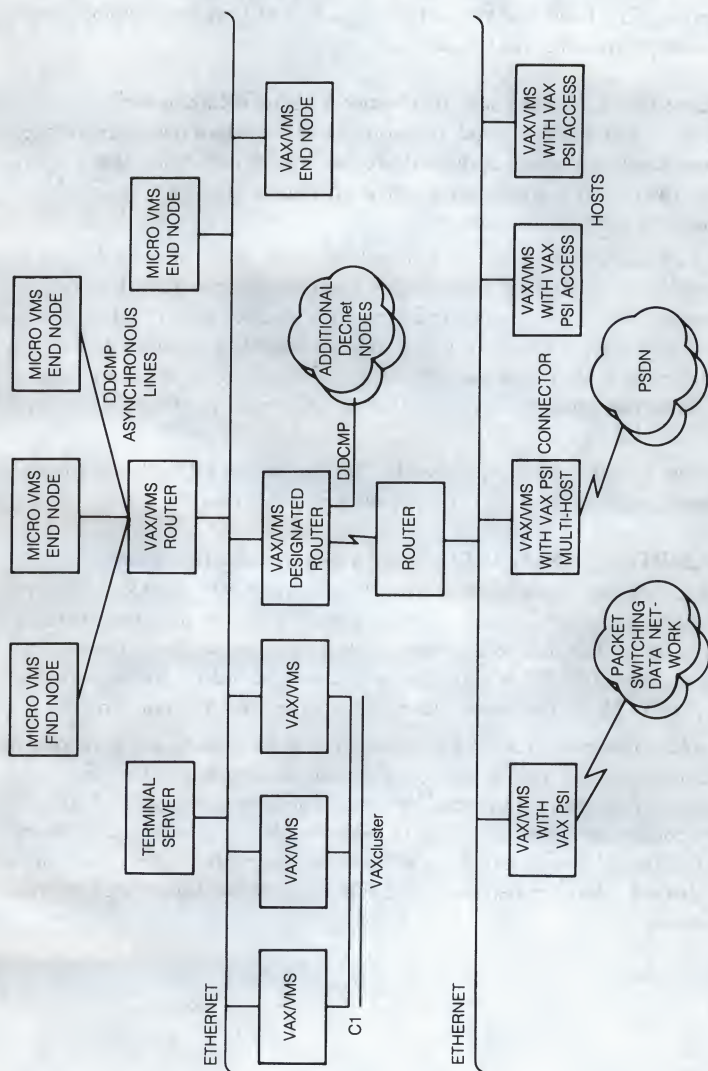 MICRO VMS
FND NODE
MICRO VMS
END NODE
MICRO VMS
END NODE
DDCMP
ASYNCHRONOUS
LINES
VAX/VMS
ROUTER
TERMINAL
SERVER
MICRO VMS
END NODE
ETHERNET
VAX/VMS
VAX/VMS
VAX/VMS
C1
VAXcluster
VAX/VMS
DESIGNATED
ROUTER
DDCMP
ADDITIONAL
DECnet
NODES
VAX/VMS
END NODE
ROUTER
ETHERNET
VAX/VMS
WITH
VAX PSI
PACKET
SWITCHING
DATA NET-
WORK
VAX/VMS
WITH VAX PSI
MULTI-HOST
CONNECTOR
PSDN
VAX/VMS
WITH VAX
PSI ACCESS
VAX/VMS
WITH VAX
PSI ACCESS
HOSTS